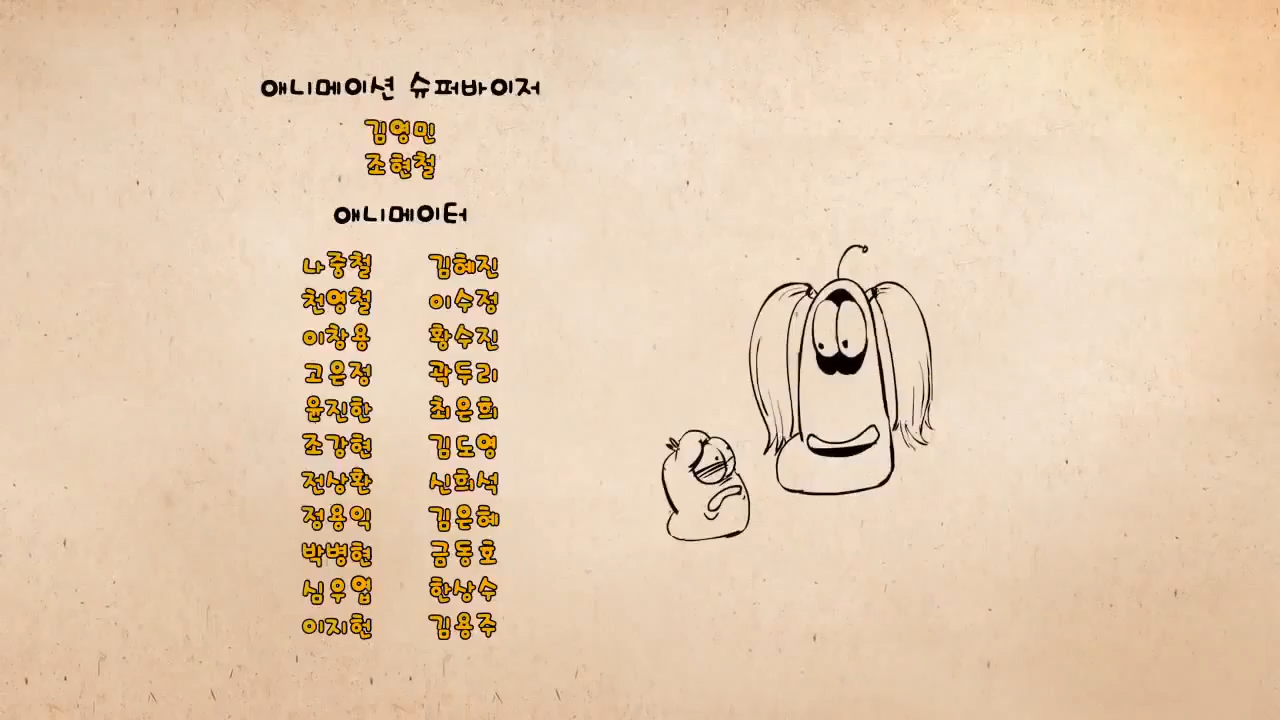 애니메이션 슈퍼바이저
김영민
조현철
애니메이터
나중철 김혜진
천영철 이수정
이창용 황수진
고은정 곽두리
윤진한 최은희
조강현 김도영
전상환 신희석
정용익 김은혜
박병현 금동호
심우엽 한상수
이지헌 김용주